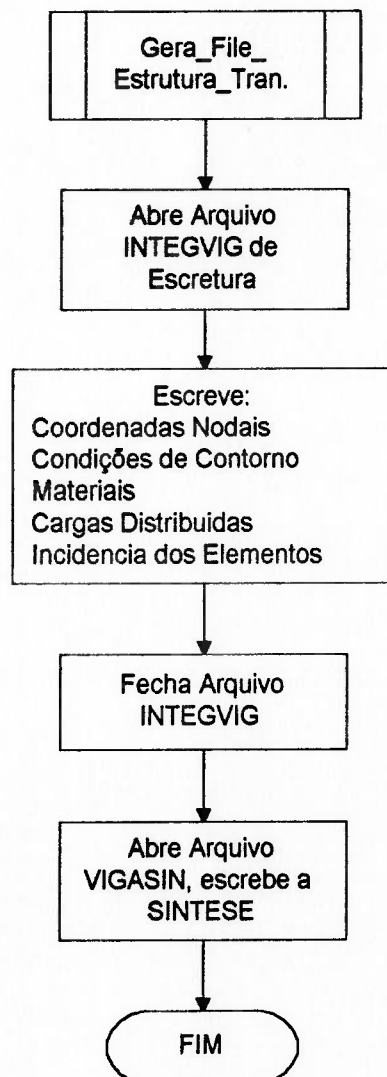 Gera_File_
Estrutura_Tran.
Abre Arquivo
INTEGVIG de
Escretura
Escreve:
Coordenadas Nodais
Condições de Contorno
Materiais
Cargas Distribuidas
Incidencia dos Elementos
Fecha Arquivo
INTEGVIG
Abre Arquivo
VIGASIN, escrebe a
SINTESE
FIM